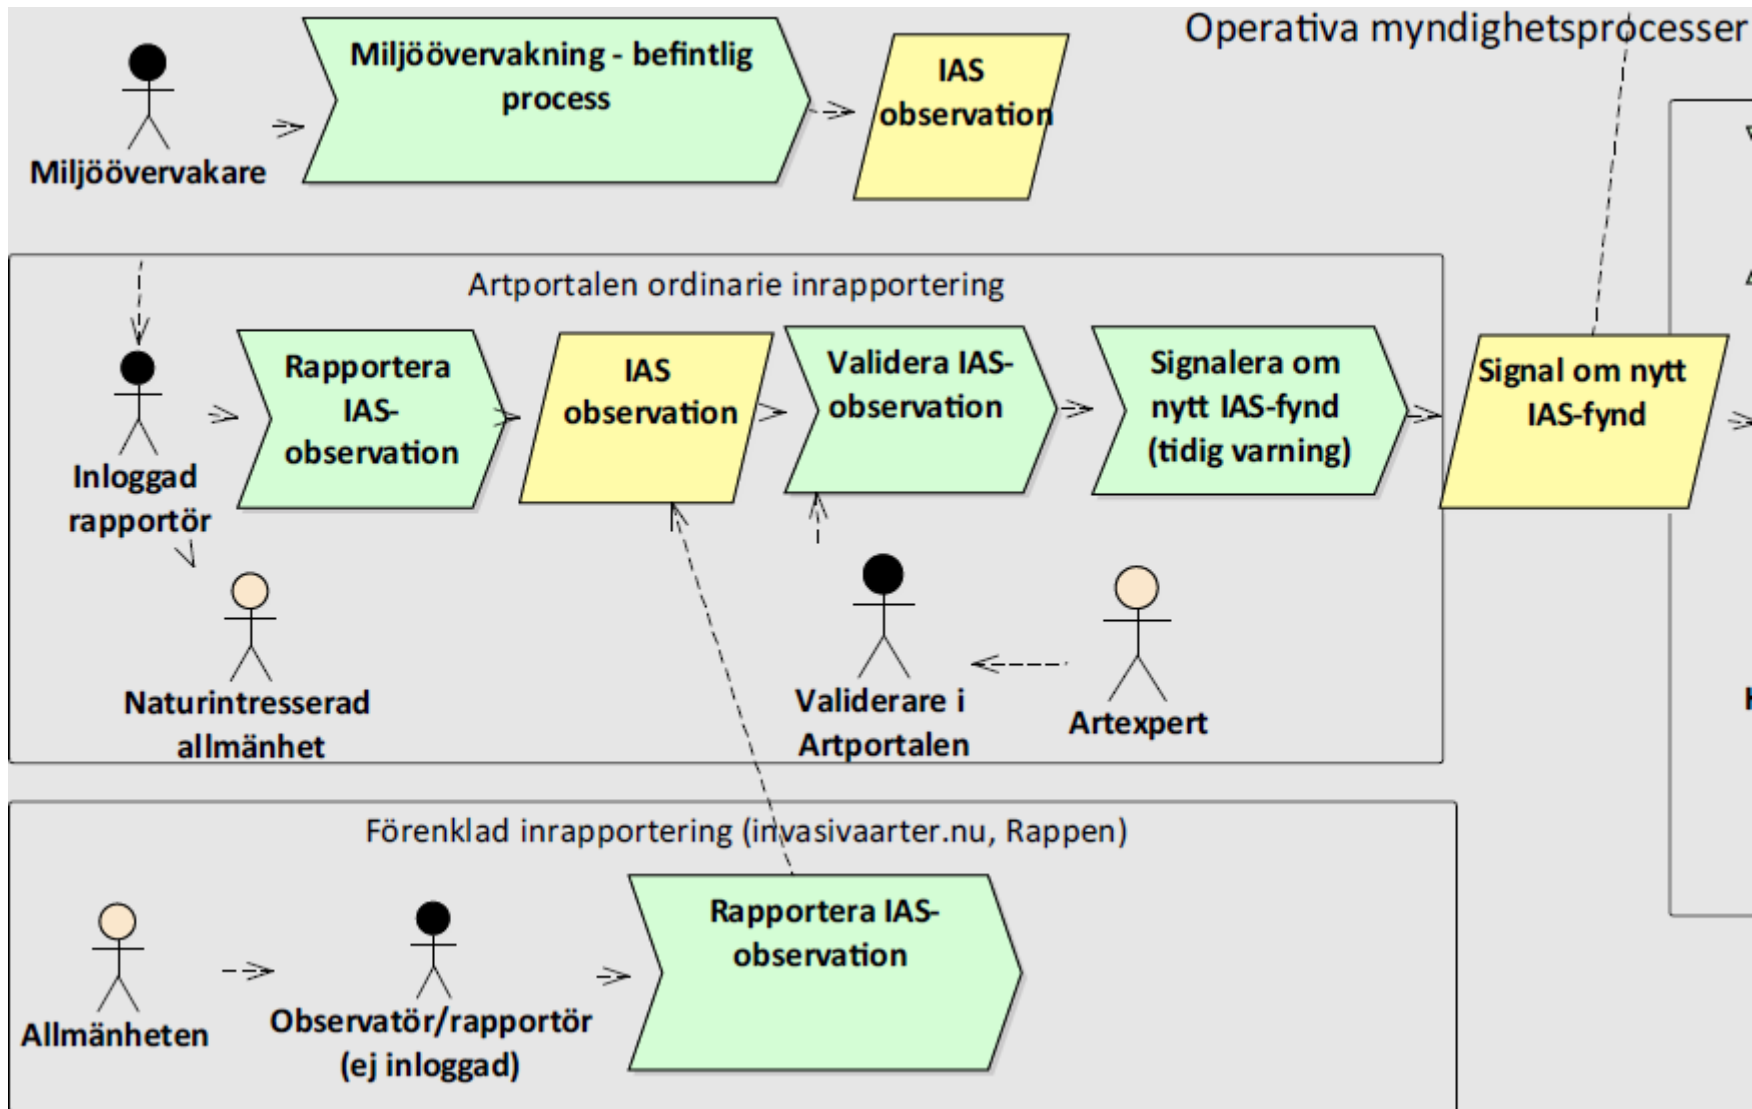 Operativa myndighetsprocesser
Miljöövervakning - befintlig
process
IAS
observation
Miljöövervakare
Artportalen ordinarie inrapportering
Rapportera
IAS-
observation
IAS
observation
Validera IAS-
observation
Signalera om
nytt IAS-fynd
(tidig varning)
Signal om nytt
IAS-fynd
Inloggad
rapportör
Naturintresserad
allmänhet
Validerare i
Artportalen
Artexpert
Förenklad inrapportering (invasivaarter.nu, Rappen)
Rapportera IAS-
observation
Allmänheten
Observatör/rapportör
(ej inloggad)